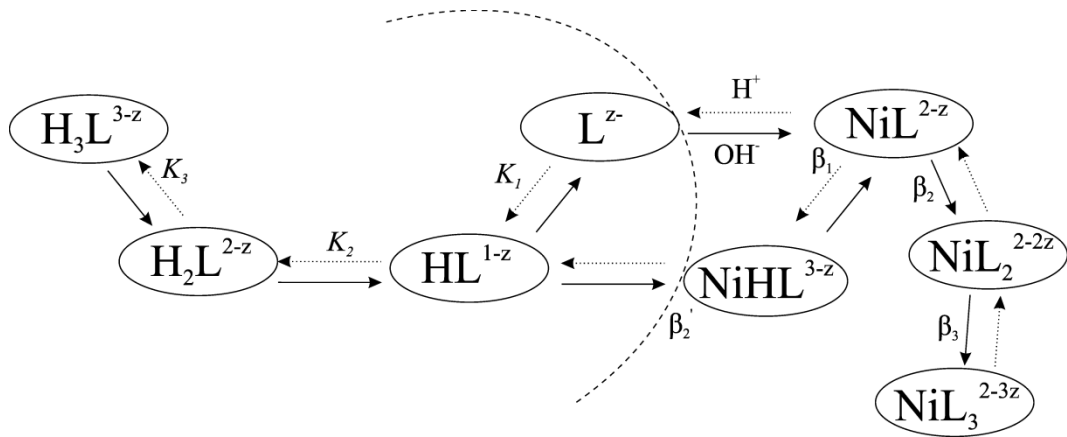 H⁺
H₃L³⁻ᶻ
Lᶻ⁻
NiL²⁻ᶻ
OH⁻
K₃
K₁
β₁
β₂
K₂
H₂L²⁻ᶻ
HL¹⁻ᶻ
NiHL³⁻ᶻ
NiL₂²⁻²ᶻ
β₂'
β₃
NiL₃²⁻³ᶻ